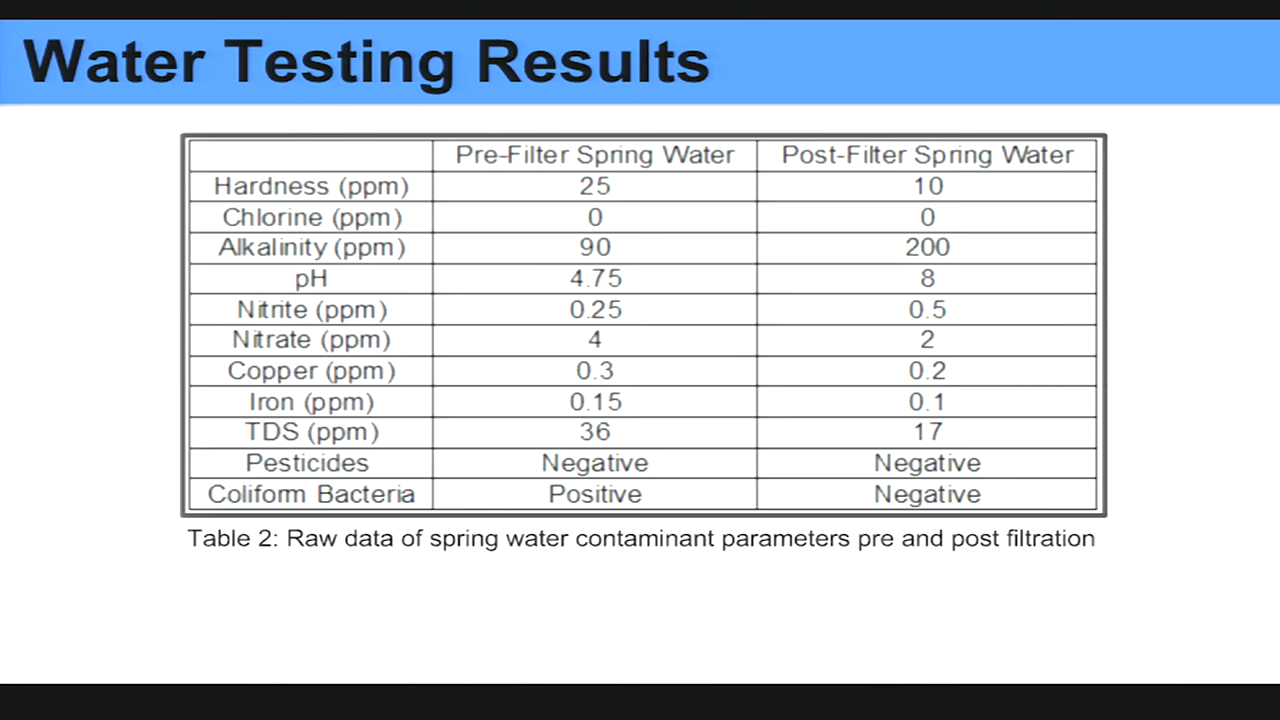 Water Testing Results
Pre-Filter Spring Water Post-Filter Spring Water
Hardness (ppm) 25 10
Chlorine (ppm) 0 0
Alkalinity (ppm) 90 200
pH 4.75 8
Nitrite (ppm) 0.25 0.5
Nitrate (ppm) 4 2
Copper (ppm) 0.3 0.2
Iron (ppm) 0.15 0.1
TDS (ppm) 36 17
Pesticides Negative Negative
Coliform Bacteria Positive Negative
Table 2: Raw data of spring water contaminant parameters pre and post filtration